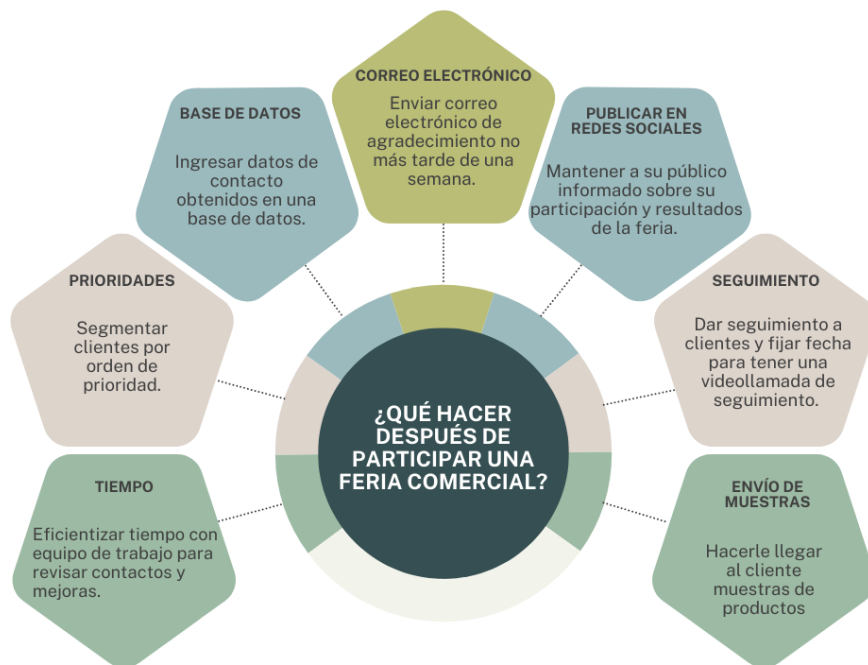 TIEMPO
Eficientizar tiempo con
equipo de trabajo para
revisar contactos y
mejoras.
PRIORIDADES
Segmentar
clientes por
orden de
prioridad.
BASE DE DATOS
Ingresar datos de
contacto
obtenidos en una
base de datos.
CORREO ELECTRÓNICO
Enviar correo
electrónico de
agradecimiento no
más tarde de una
semana.
PUBLICAR EN
REDES SOCIALES
Mantener a su público
informado sobre su
participación y resultados
de la feria.
SEGUIMIENTO
Dar seguimiento a
clientes y fijar fecha
para tener una
videollamada de
seguimiento.
ENVÍO DE
MUESTRAS
Hacerle llegar
al cliente
muestras de
productos
¿QUÉ HACER
DESPUÉS DE
PARTICIPAR UNA
FERIA COMERCIAL?